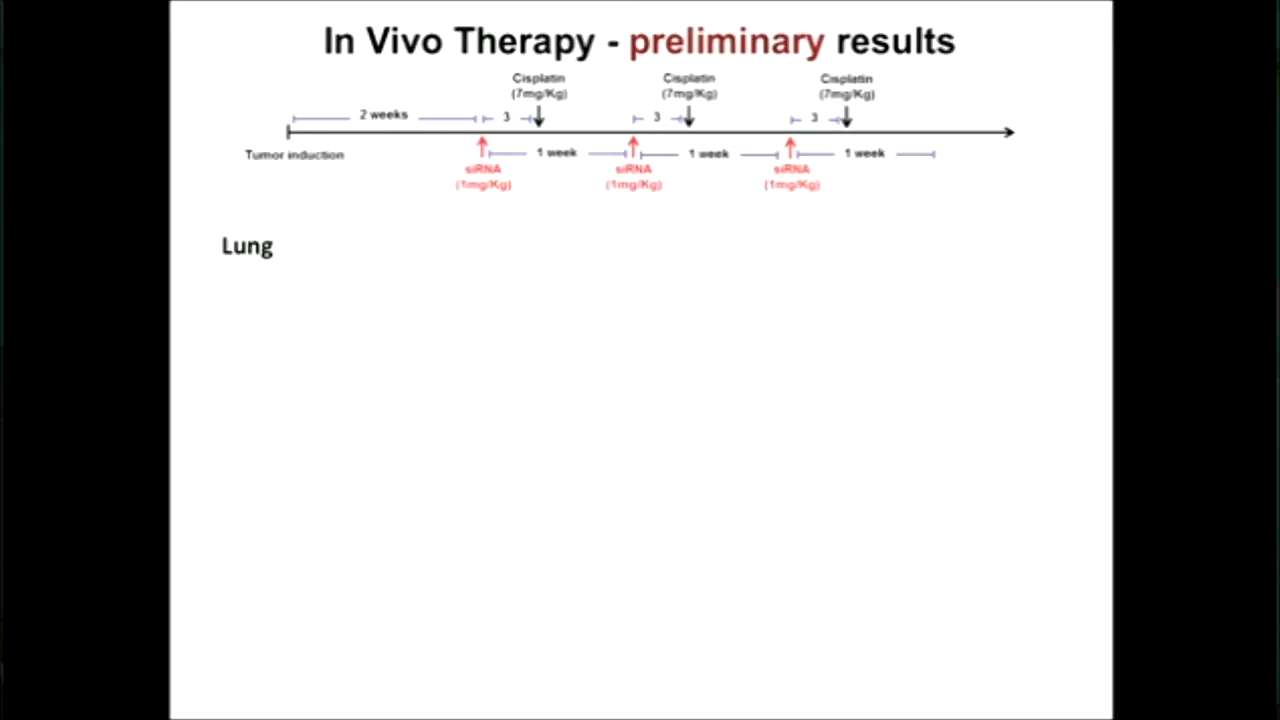 In Vivo Therapy - preliminary results
Cisplatin
(7mg/Kg)
Cisplatin
(7mg/Kg)
Cisplatin
(7mg/Kg)
2 weeks
3
3
3
Tumor induction
1 week
1 week
1 week
siRNA
(1mg/Kg)
siRNA
(1mg/Kg)
siRNA
(1mg/Kg)
Lung